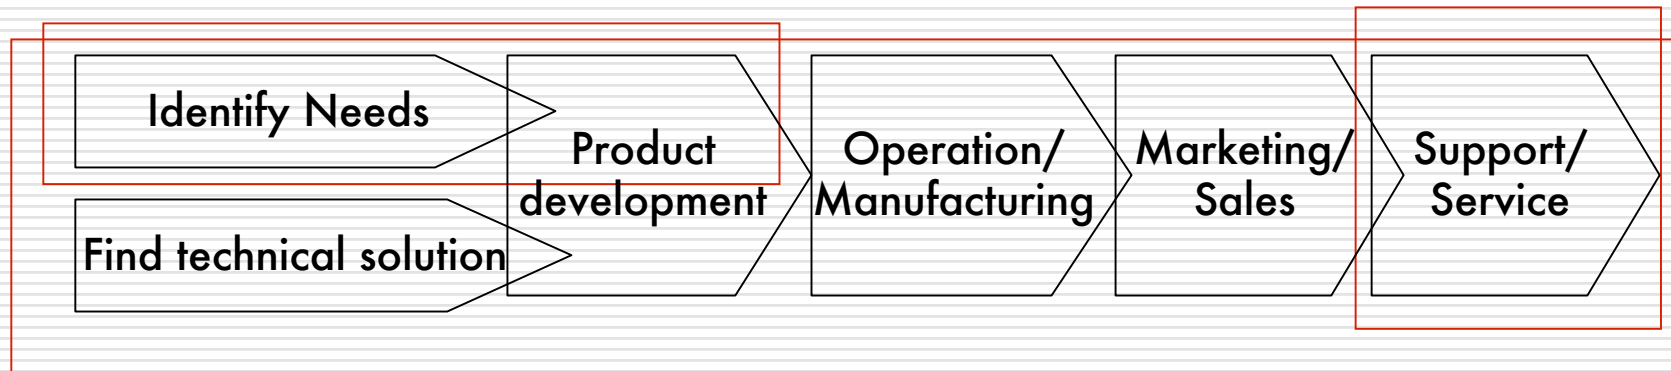 Identify Needs
Find technical solution
Product
development
Operation/
Manufacturing
Marketing/
Sales
Support/
Service